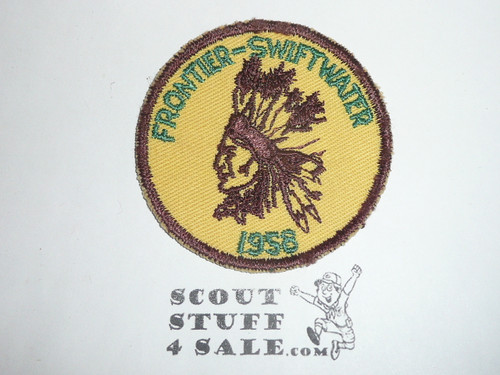 FRONTIER-SWIFTWATER
1958
SCOUT
STUFF
4 SALE.COM